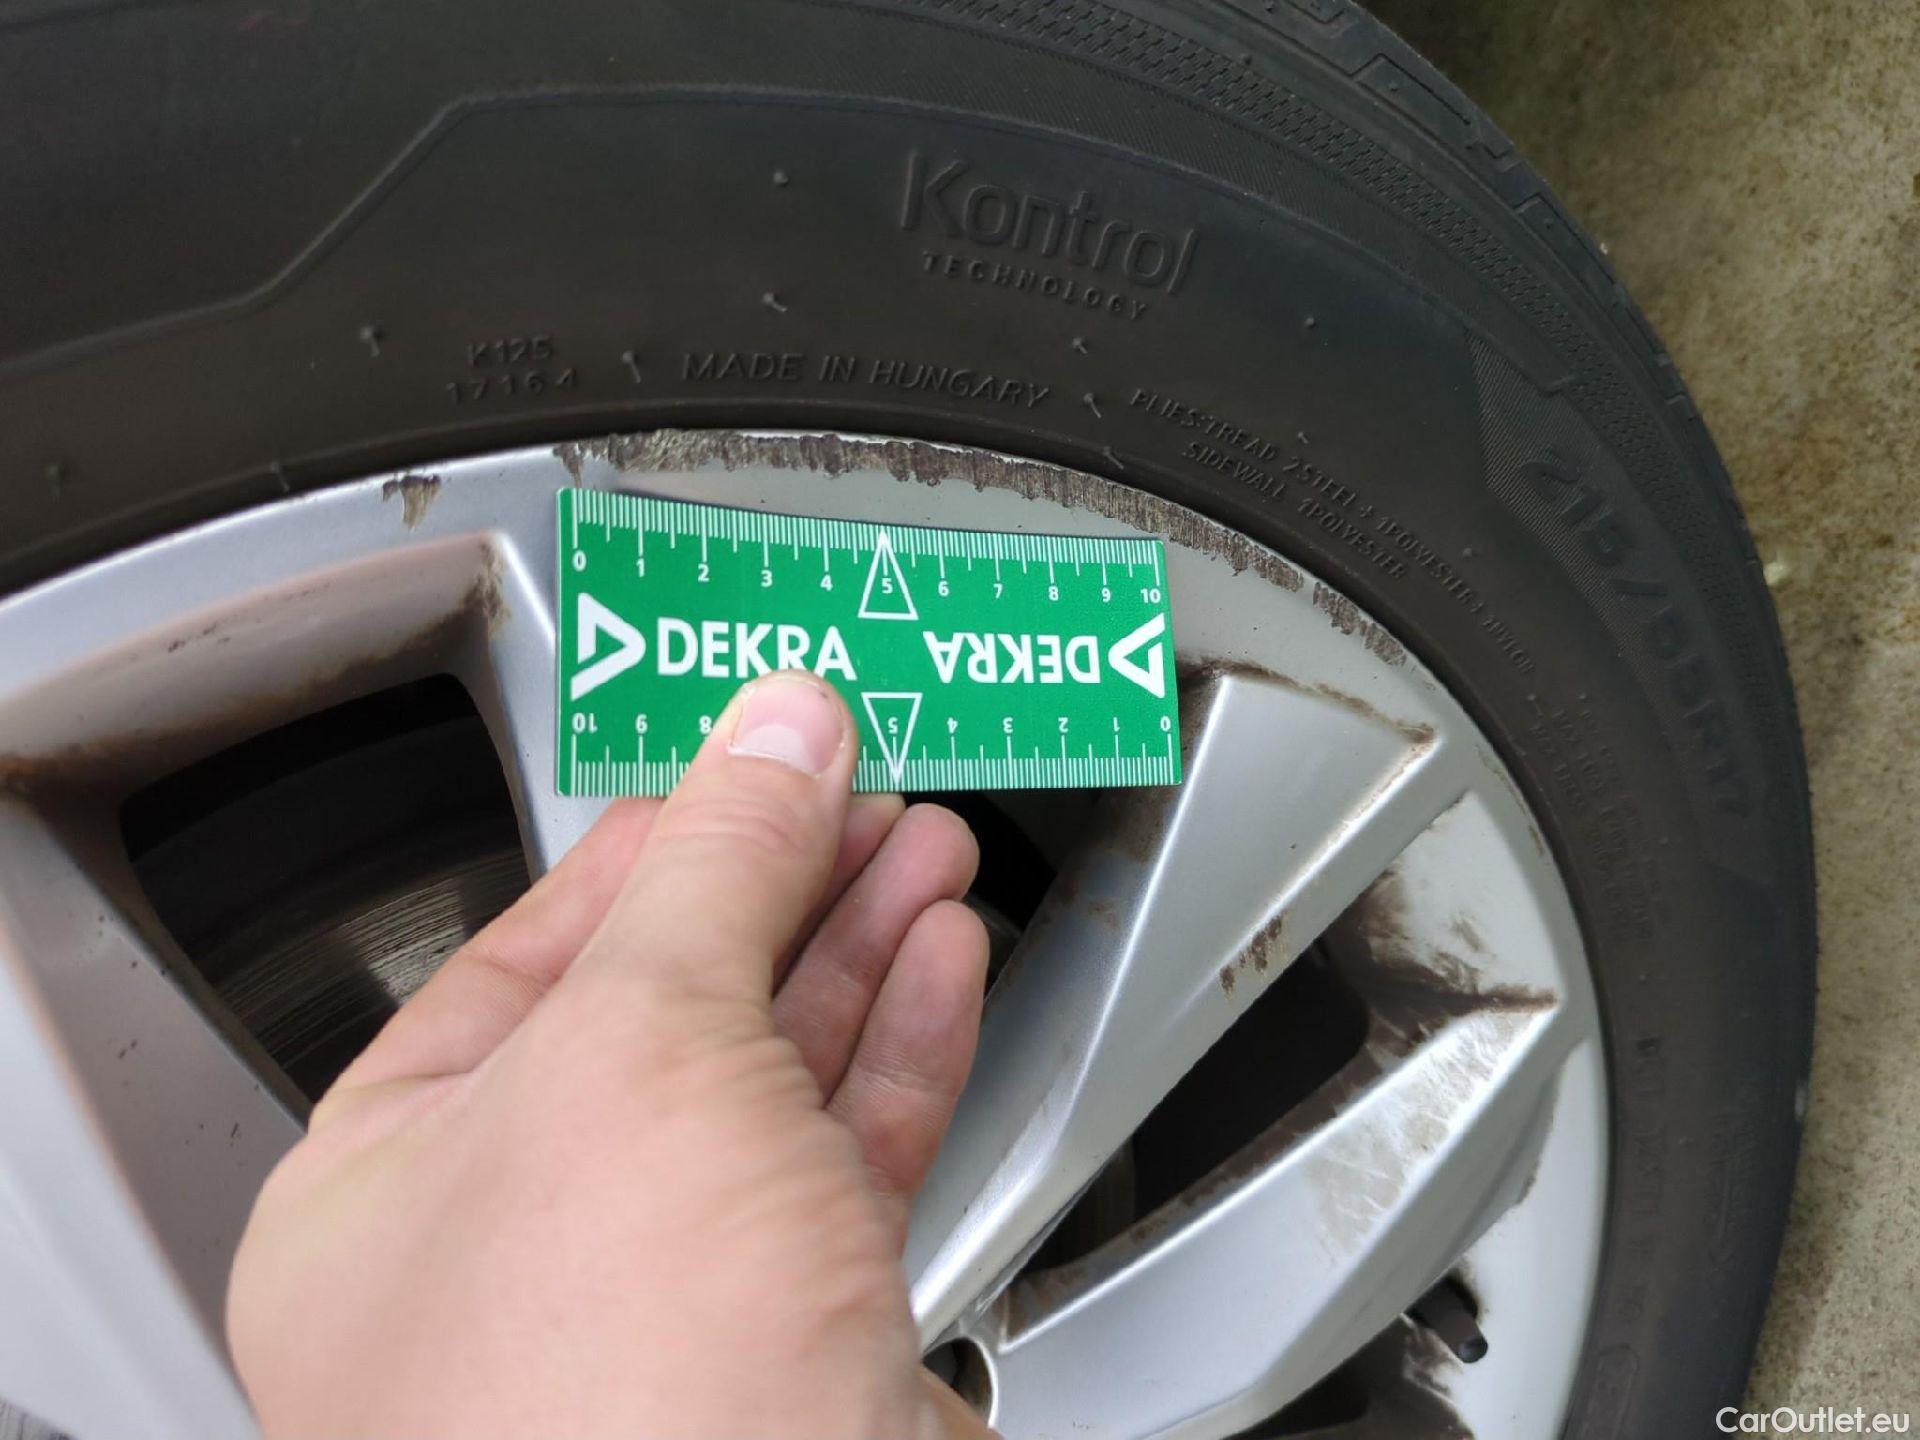 Kontrol
TECHNOLOGY
K125
17164
MADE IN HUNGARY
PLIES:TREAD 2STEEL + 1POLYESTER + 1NYLON
SIDEWALL 1POLYESTER
215/55R17
0 1 2 3 4 5 6 7 8 9 10
DEKRA DEKRA
10 9 8 5 4 3 2 1 0
CarOutlet.eu